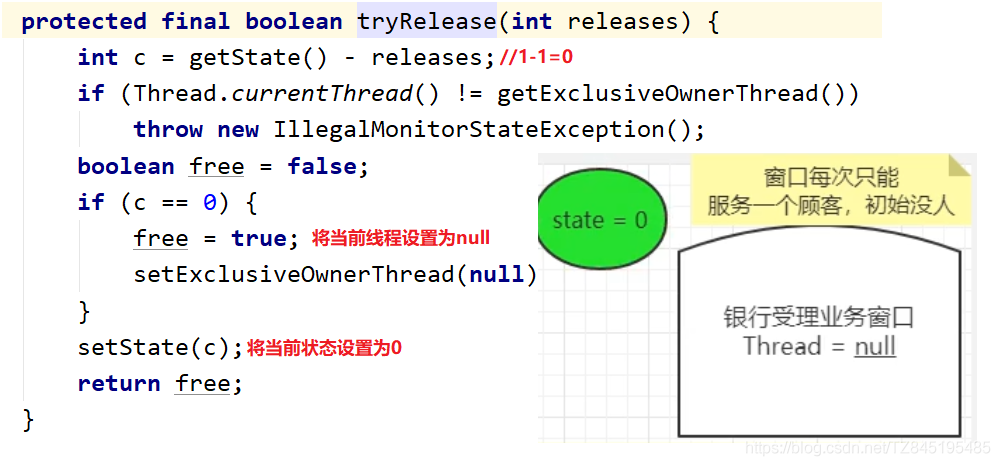 protected final boolean tryRelease(int releases) {
int c = getState() - releases;//1-1=0
if (Thread.currentThread() != getExclusiveOwnerThread())
throw new IllegalMonitorStateException();
boolean free = false;
if (c == 0) {
free = true; 将当前线程设置为null
setExclusiveOwnerThread(null)
}
setState(c);将当前状态设置为0
return free;
}
窗口每次只能
服务一个顾客，初始没人
state = 0
银行受理业务窗口
Thread = null
https://blog.csdn.net/TZ845195485